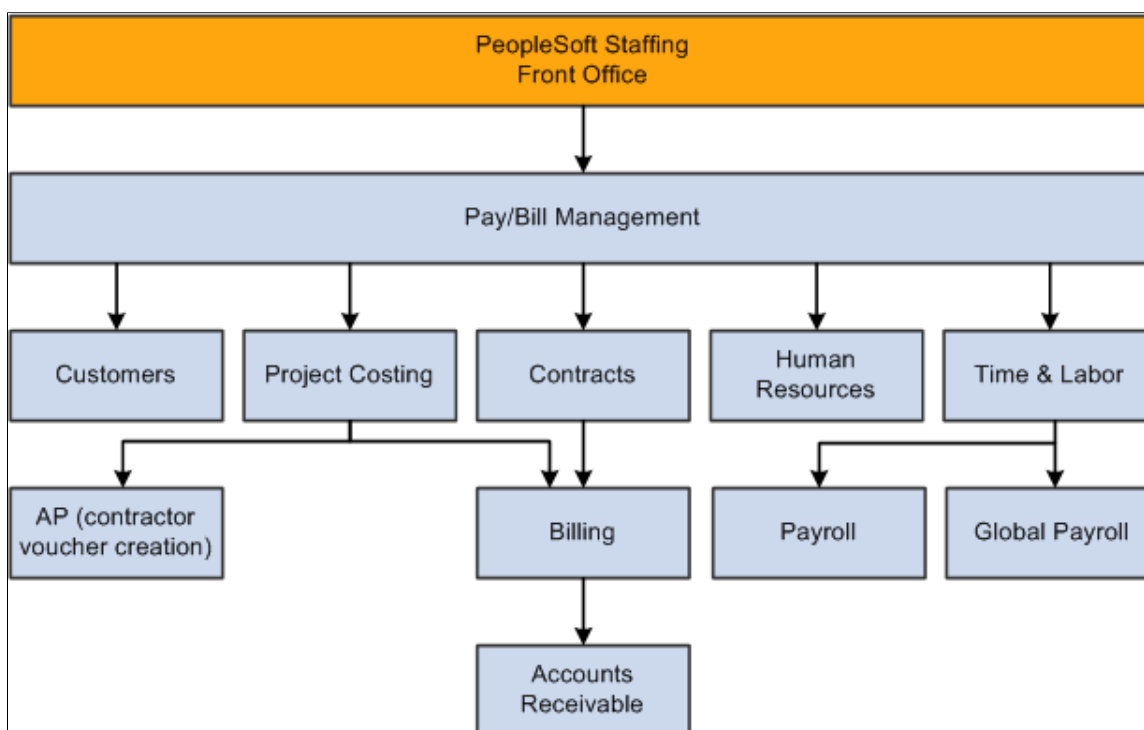 PeopleSoft Staffing
Front Office
Pay/Bill Management
Customers
Project Costing
Contracts
Human
Resources
Time & Labor
AP (contractor
voucher creation)
Billing
Payroll
Global Payroll
Accounts
Receivable